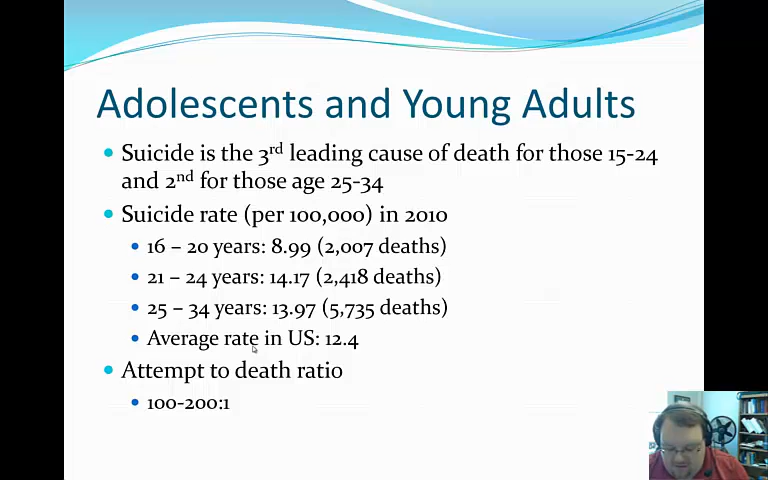 Adolescents and Young Adults
• Suicide is the 3rd leading cause of death for those 15-24
and 2nd for those age 25-34
• Suicide rate (per 100,000) in 2010
• 16 – 20 years: 8.99 (2,007 deaths)
• 21 – 24 years: 14.17 (2,418 deaths)
• 25 – 34 years: 13.97 (5,735 deaths)
• Average rate in US: 12.4
• Attempt to death ratio
• 100-200:1